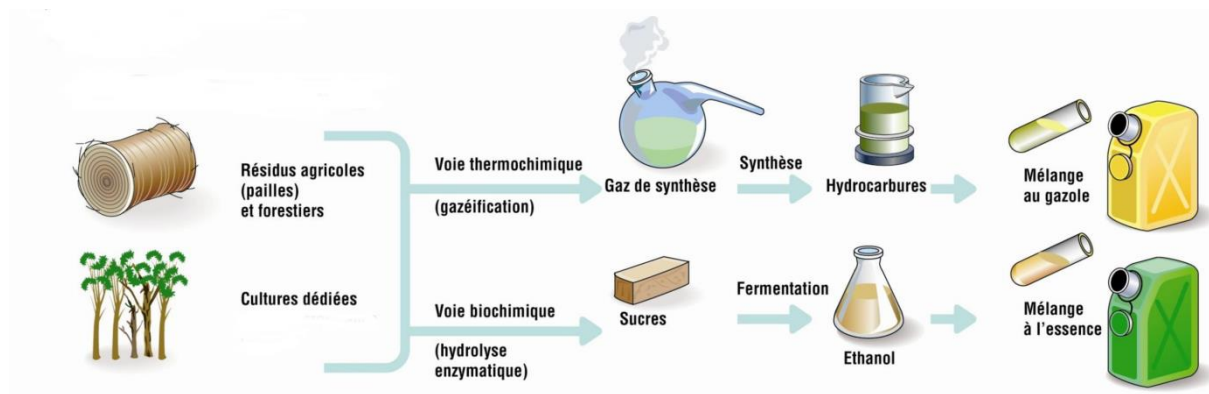 Résidus agricoles
(pailles)
et forestiers
Cultures dédiées
Voie thermochimique
(gazéification)
Gaz de synthèse
Synthèse
Hydrocarbures
Mélange
au gazole
Voie biochimique
(hydrolyse
enzymatique)
Sucres
Fermentation
Ethanol
Mélange
à l'essence